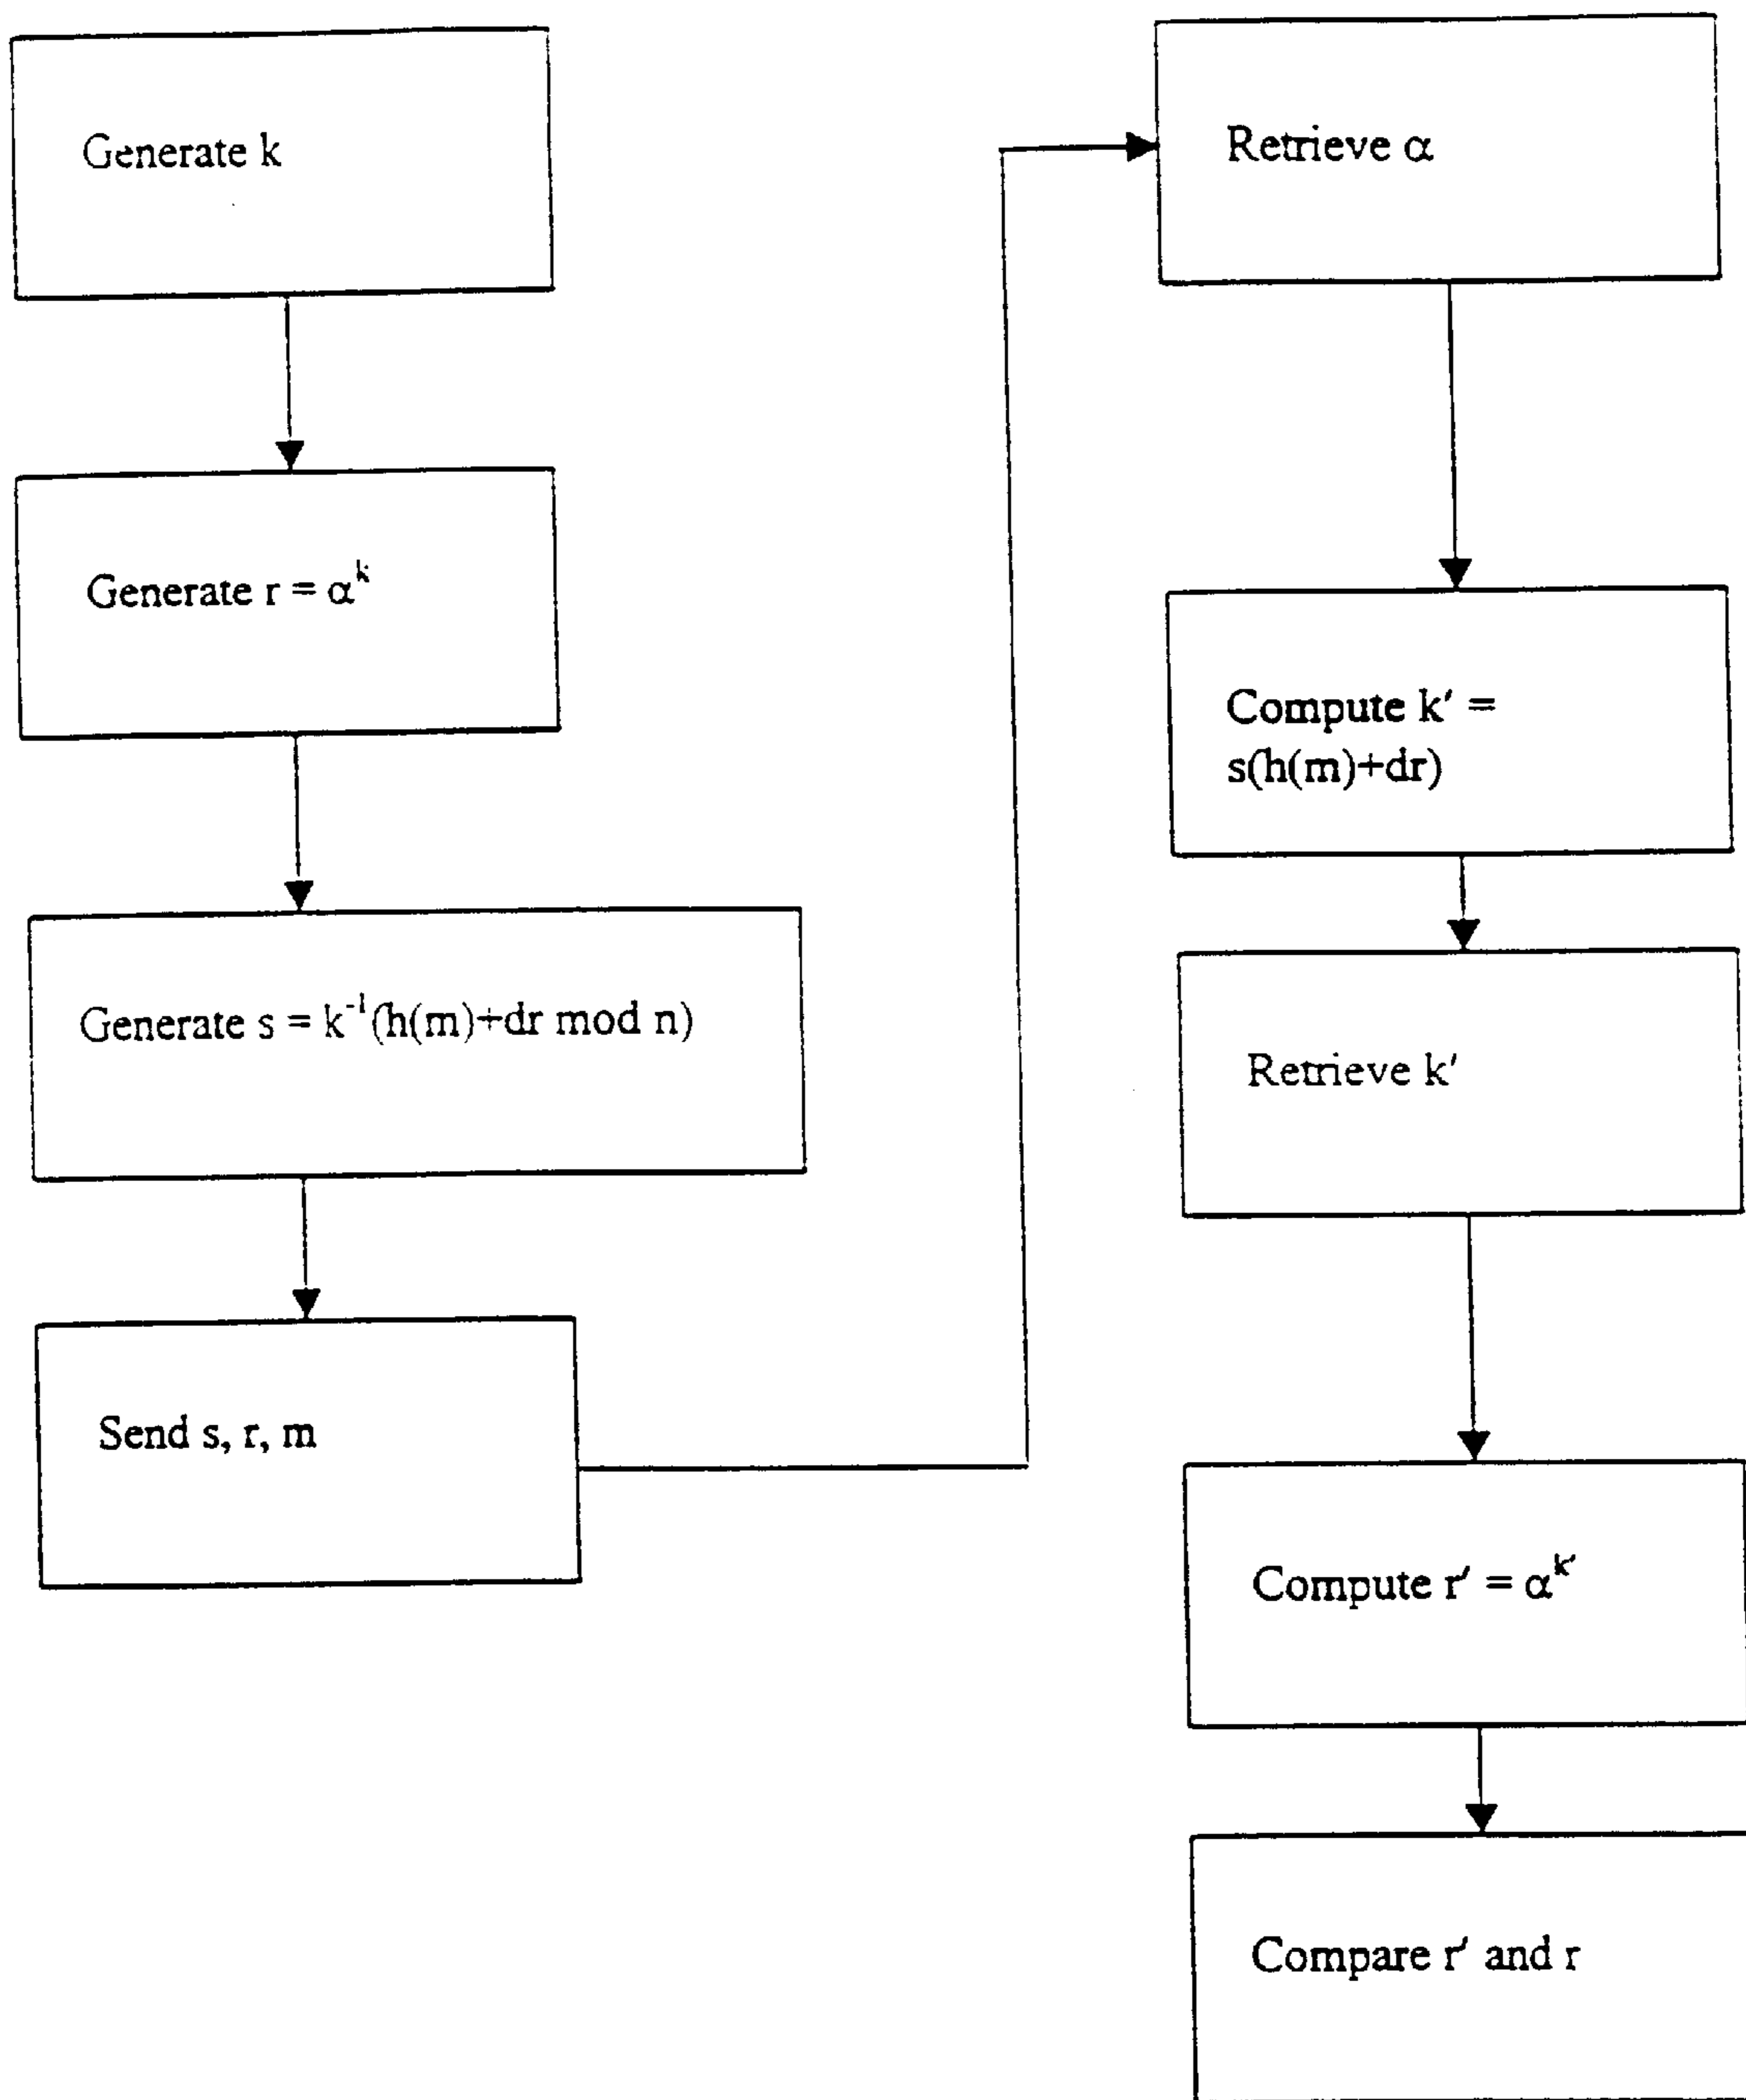 Generate k
Generate r = α^k
Generate s = k^-1(h(m)+dr mod n)
Send s, r, m
Retrieve α
Compute k′ =
s(h(m)+dr)
Retrieve k′
Compute r′ = α^k′
Compare r′ and r